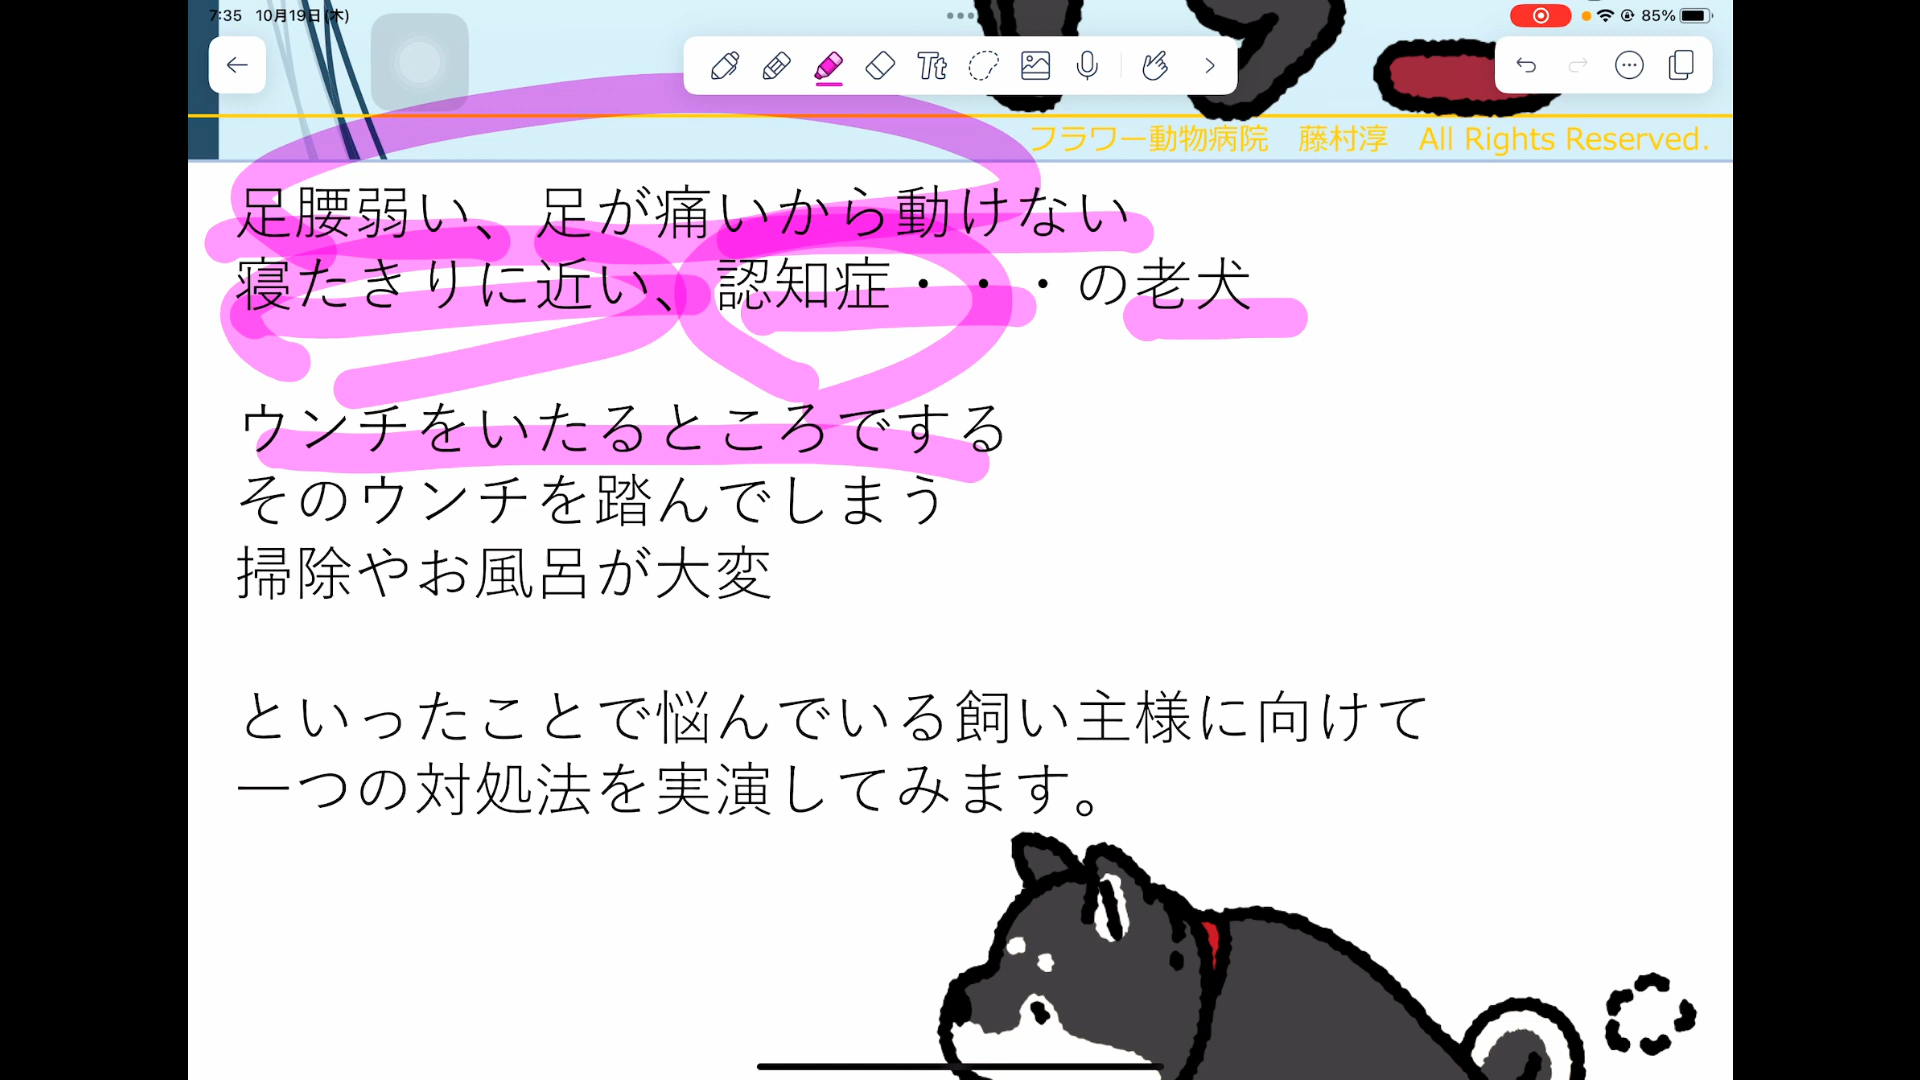 7:35 10月19日(木)
85%
Tt
フラワー動物病院 藤村淳 All Rights Reserved.
足腰弱い、足が痛いから動けない
寝たきりに近い、認知症・・・の老犬
ウンチをいたるところでする
そのウンチを踏んでしまう
掃除やお風呂が大変
といったことで悩んでいる飼い主様に向けて
一つの対処法を実演してみます。